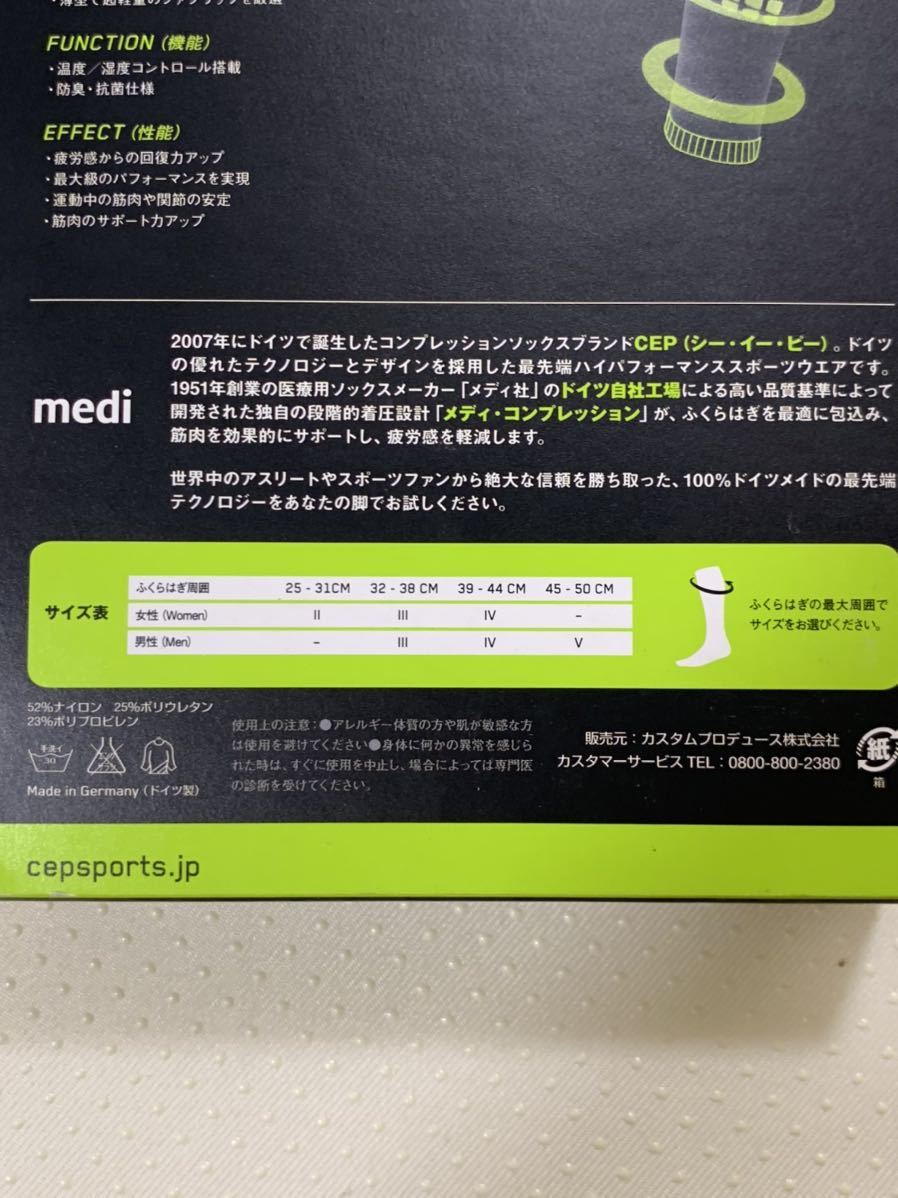 ・薄型で超軽量のファブリックを厳選
FUNCTION (機能)
・温度／湿度コントロール搭載
・防臭・抗菌仕様
EFFECT (性能)
・疲労感からの回復力アップ
・最大級のパフォーマンスを実現
・運動中の筋肉や関節の安定
・筋肉のサポート力アップ
medi
2007年にドイツで誕生したコンプレッションソックスブランドCEP（シー・イー・ピー）。ドイツ
の優れたテクノロジーとデザインを採用した最先端ハイパフォーマンススポーツウエアです。
1951年創業の医療用ソックスメーカー「メディ社」のドイツ自社工場による高い品質基準によって
開発された独自の段階的着圧設計「メディ・コンプレッション」が、ふくらはぎを最適に包込み、
筋肉を効果的にサポートし、疲労感を軽減します。
世界中のアスリートやスポーツファンから絶大な信頼を勝ち取った、100%ドイツメイドの最先端
テクノロジーをあなたの脚でお試しください。
サイズ表
ふくらはぎ周囲 25 - 31CM 32 - 38 CM 39 - 44 CM 45 - 50 CM
女性 (Women) II III IV –
男性 (Men) – III IV V
ふくらはぎの最大周囲で
サイズをお選びください。
52%ナイロン 25%ポリウレタン
23%ポリプロピレン
手洗イ
30
Made in Germany (ドイツ製)
使用上の注意：●アレルギー体質の方や肌が敏感な方
は使用を避けてください●身体に何かの異常を感じら
れた時は、すぐに使用を中止し、場合によっては専門医
の診断を受けてください。
販売元：カスタムプロデュース株式会社
カスタマーサービス TEL：0800-800-2380
紙
箱
cepsports.jp